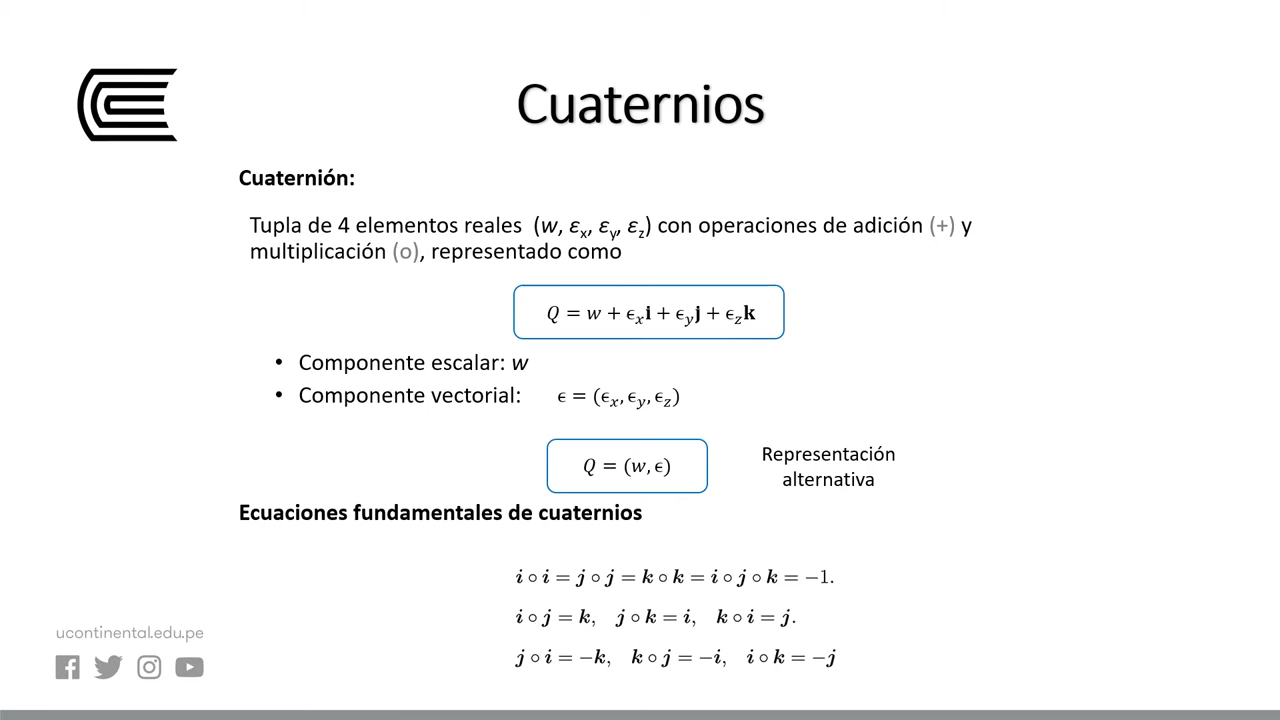 Cuaternios
Cuaternión:
Tupla de 4 elementos reales (w, εx, εy, εz) con operaciones de adición (+) y
multiplicación (o), representado como
Q = w + ϵxi + ϵyj + ϵzk
• Componente escalar: w
• Componente vectorial: ϵ = (ϵx, ϵy, ϵz)
Q = (w, ϵ)
Representación
alternativa
Ecuaciones fundamentales de cuaternios
i ∘ i = j ∘ j = k ∘ k = i ∘ j ∘ k = −1.
i ∘ j = k, j ∘ k = i, k ∘ i = j.
j ∘ i = −k, k ∘ j = −i, i ∘ k = −j
ucontinental.edu.pe